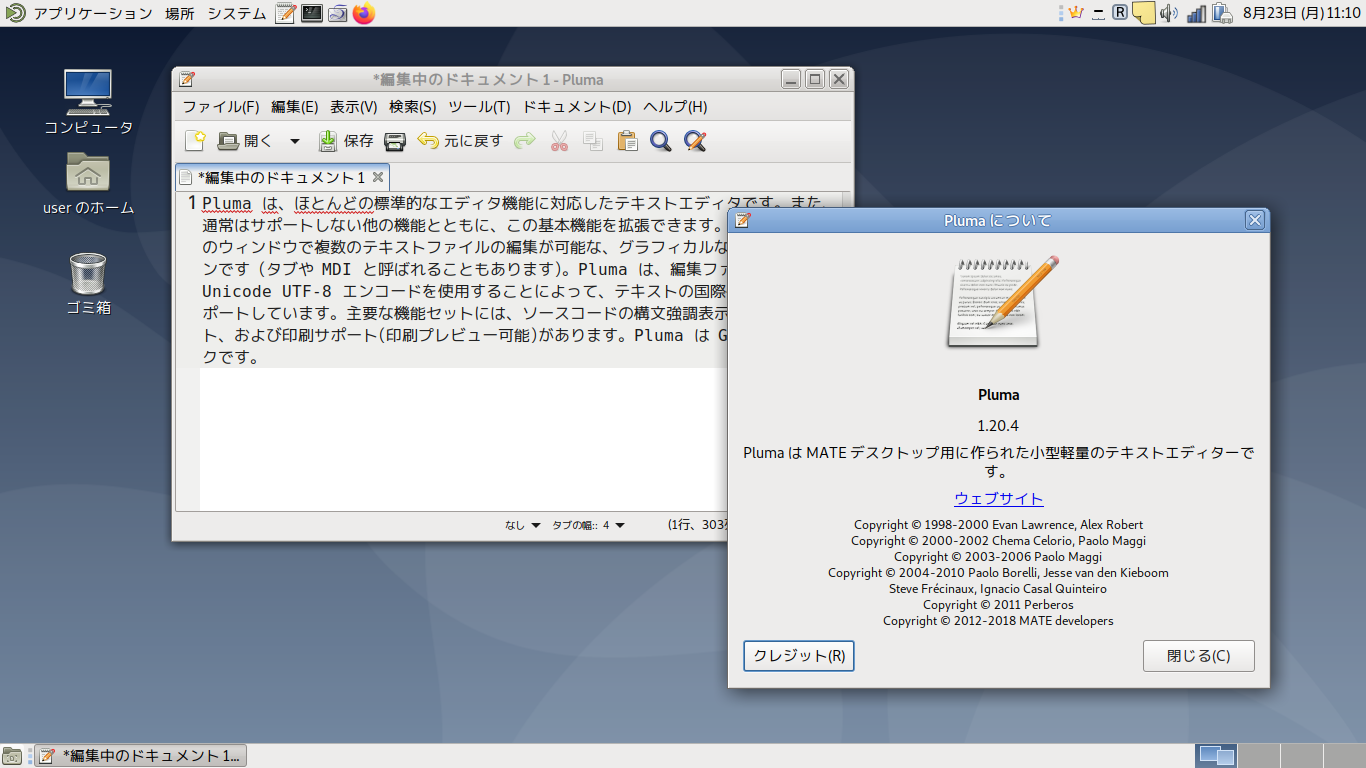 アプリケーション 場所 システム
R
8月23日 (月) 11:10
コンピュータ
user のホーム
ゴミ箱
*編集中のドキュメント 1 - Pluma
ファイル(F) 編集(E) 表示(V) 検索(S) ツール(T) ドキュメント(D) ヘルプ(H)
開く 保存 元に戻す
*編集中のドキュメント 1
1 Pluma は、ほとんどの標準的なエディタ機能に対応したテキストエディタです。また、
通常はサポートしない他の機能とともに、この基本機能を拡張できます。
のウィンドウで複数のテキストファイルの編集が可能な、グラフィカルな
ンです (タブや MDI と呼ばれることもあります)。Pluma は、編集フ
Unicode UTF-8 エンコードを使用することによって、テキストの国際
ポートしています。主要な機能セットには、ソースコードの構文強調表示
ト、および印刷サポート(印刷プレビュー可能)があります。Pluma は G
クです。
なし タブの幅:: 4 (1行、303
Pluma について
Pluma
1.20.4
Pluma は MATE デスクトップ用に作られた小型軽量のテキストエディターで
す。
ウェブサイト
Copyright © 1998-2000 Evan Lawrence, Alex Robert
Copyright © 2000-2002 Chema Celorio, Paolo Maggi
Copyright © 2003-2006 Paolo Maggi
Copyright © 2004-2010 Paolo Borelli, Jesse van den Kieboom
Steve Frécinaux, Ignacio Casal Quinteiro
Copyright © 2011 Perberos
Copyright © 2012-2018 MATE developers
クレジット(R) 閉じる(C)
*編集中のドキュメント 1...